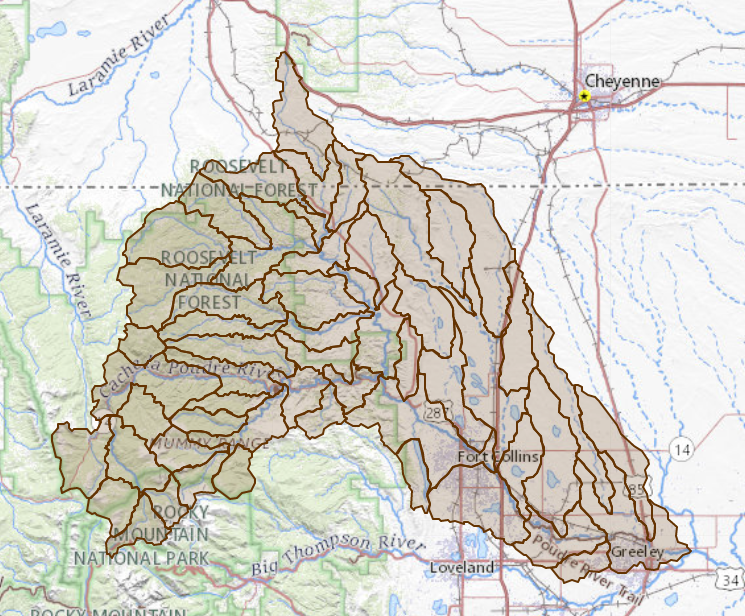 Laramie River
Cheyenne
ROOSEVELT
NATIONAL FOREST
Laramie River
ROOSEVELT
NATIONAL
FOREST
Cache la Poudre River
287
MUMMY RANGE
14
Fort Collins
85
ROCKY
MOUNTAIN
NATIONAL PARK
Big Thompson River
Poudre River Trail
Greeley
Loveland
34
ROCKY MOUNTAIN